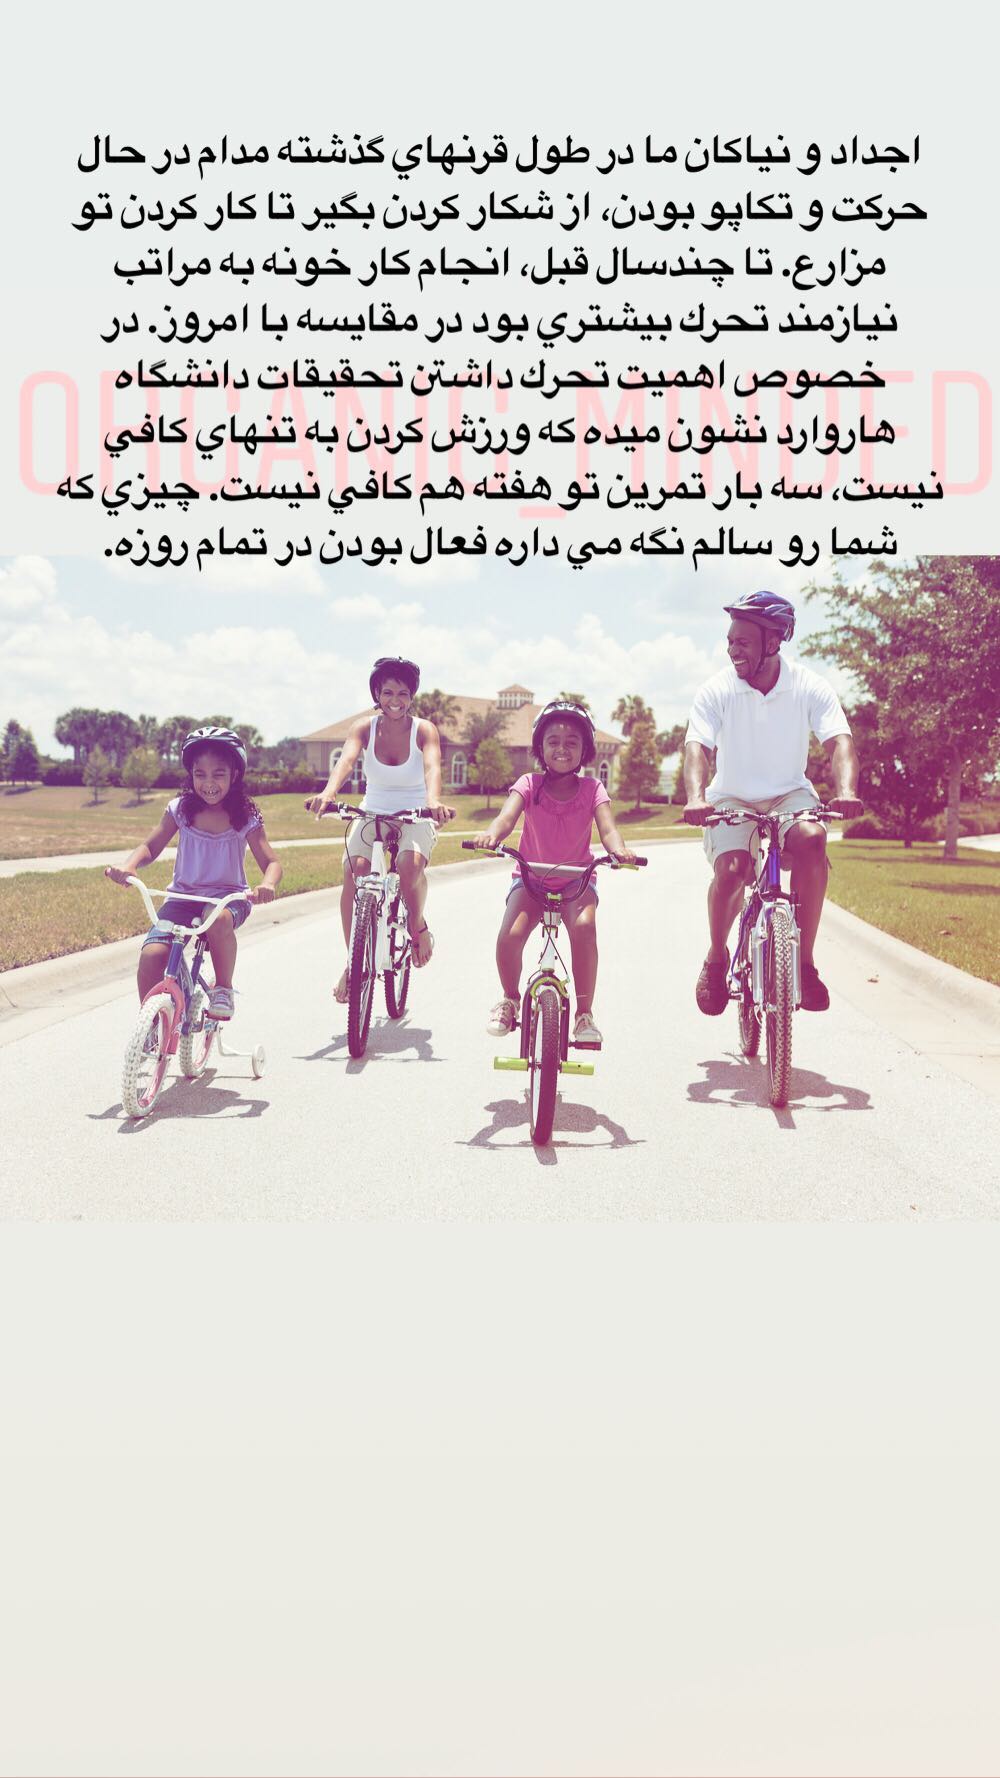 اجداد و نياكان ما در طول قرنهاي گذشته مدام در حال
حركت و تكاپو بودن، از شكار كردن بگير تا كار كردن تو
مزارع. تا چندسال قبل، انجام كار خونه به مراتب
نيازمند تحرك بيشتري بود در مقايسه با امروز. در
خصوص اهميت تحرك داشتن تحقيقات دانشگاه
هاروارد نشون ميده كه ورزش كردن به تنهاي كافي
نيست، سه بار تمرين تو هفته هم كافي نيست. چيزي كه
شما رو سالم نگه مي داره فعال بودن در تمام روزه.
ORGANIC_MINDED